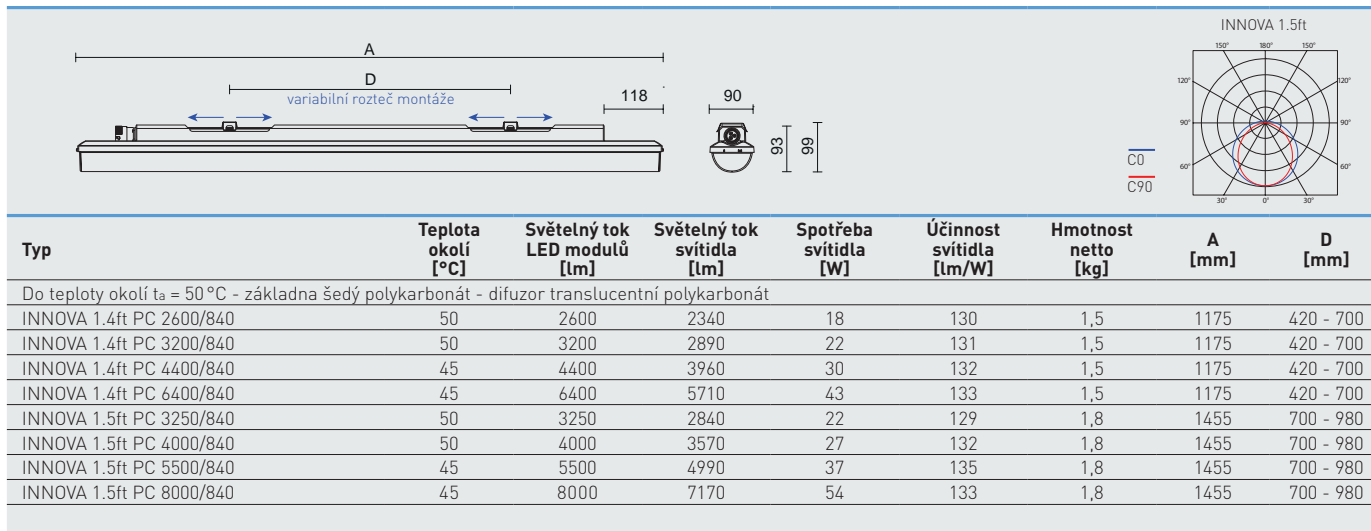 INNOVA 1.5ft
A
D
variabilní rozteč montáže
118
90
93
99
150° 180° 150°
120° 120°
90° 90°
60° 60°
30° 0° 30°
C0
C90
Typ Teplota okolí [°C] Světelný tok LED modulů [lm] Světelný tok svítidla [lm] Spotřeba svítidla [W] Účinnost svítidla [lm/W] Hmotnost netto [kg] A [mm] D [mm]
Do teploty okolí ta = 50°C - základna šedý polykarbonát - difuzor translucentní polykarbonát
INNOVA 1.4ft PC 2600/840 50 2600 2340 18 130 1,5 1175 420 - 700
INNOVA 1.4ft PC 3200/840 50 3200 2890 22 131 1,5 1175 420 - 700
INNOVA 1.4ft PC 4400/840 45 4400 3960 30 132 1,5 1175 420 - 700
INNOVA 1.4ft PC 6400/840 45 6400 5710 43 133 1,5 1175 420 - 700
INNOVA 1.5ft PC 3250/840 50 3250 2840 22 129 1,8 1455 700 - 980
INNOVA 1.5ft PC 4000/840 50 4000 3570 27 132 1,8 1455 700 - 980
INNOVA 1.5ft PC 5500/840 45 5500 4990 37 135 1,8 1455 700 - 980
INNOVA 1.5ft PC 8000/840 45 8000 7170 54 133 1,8 1455 700 - 980